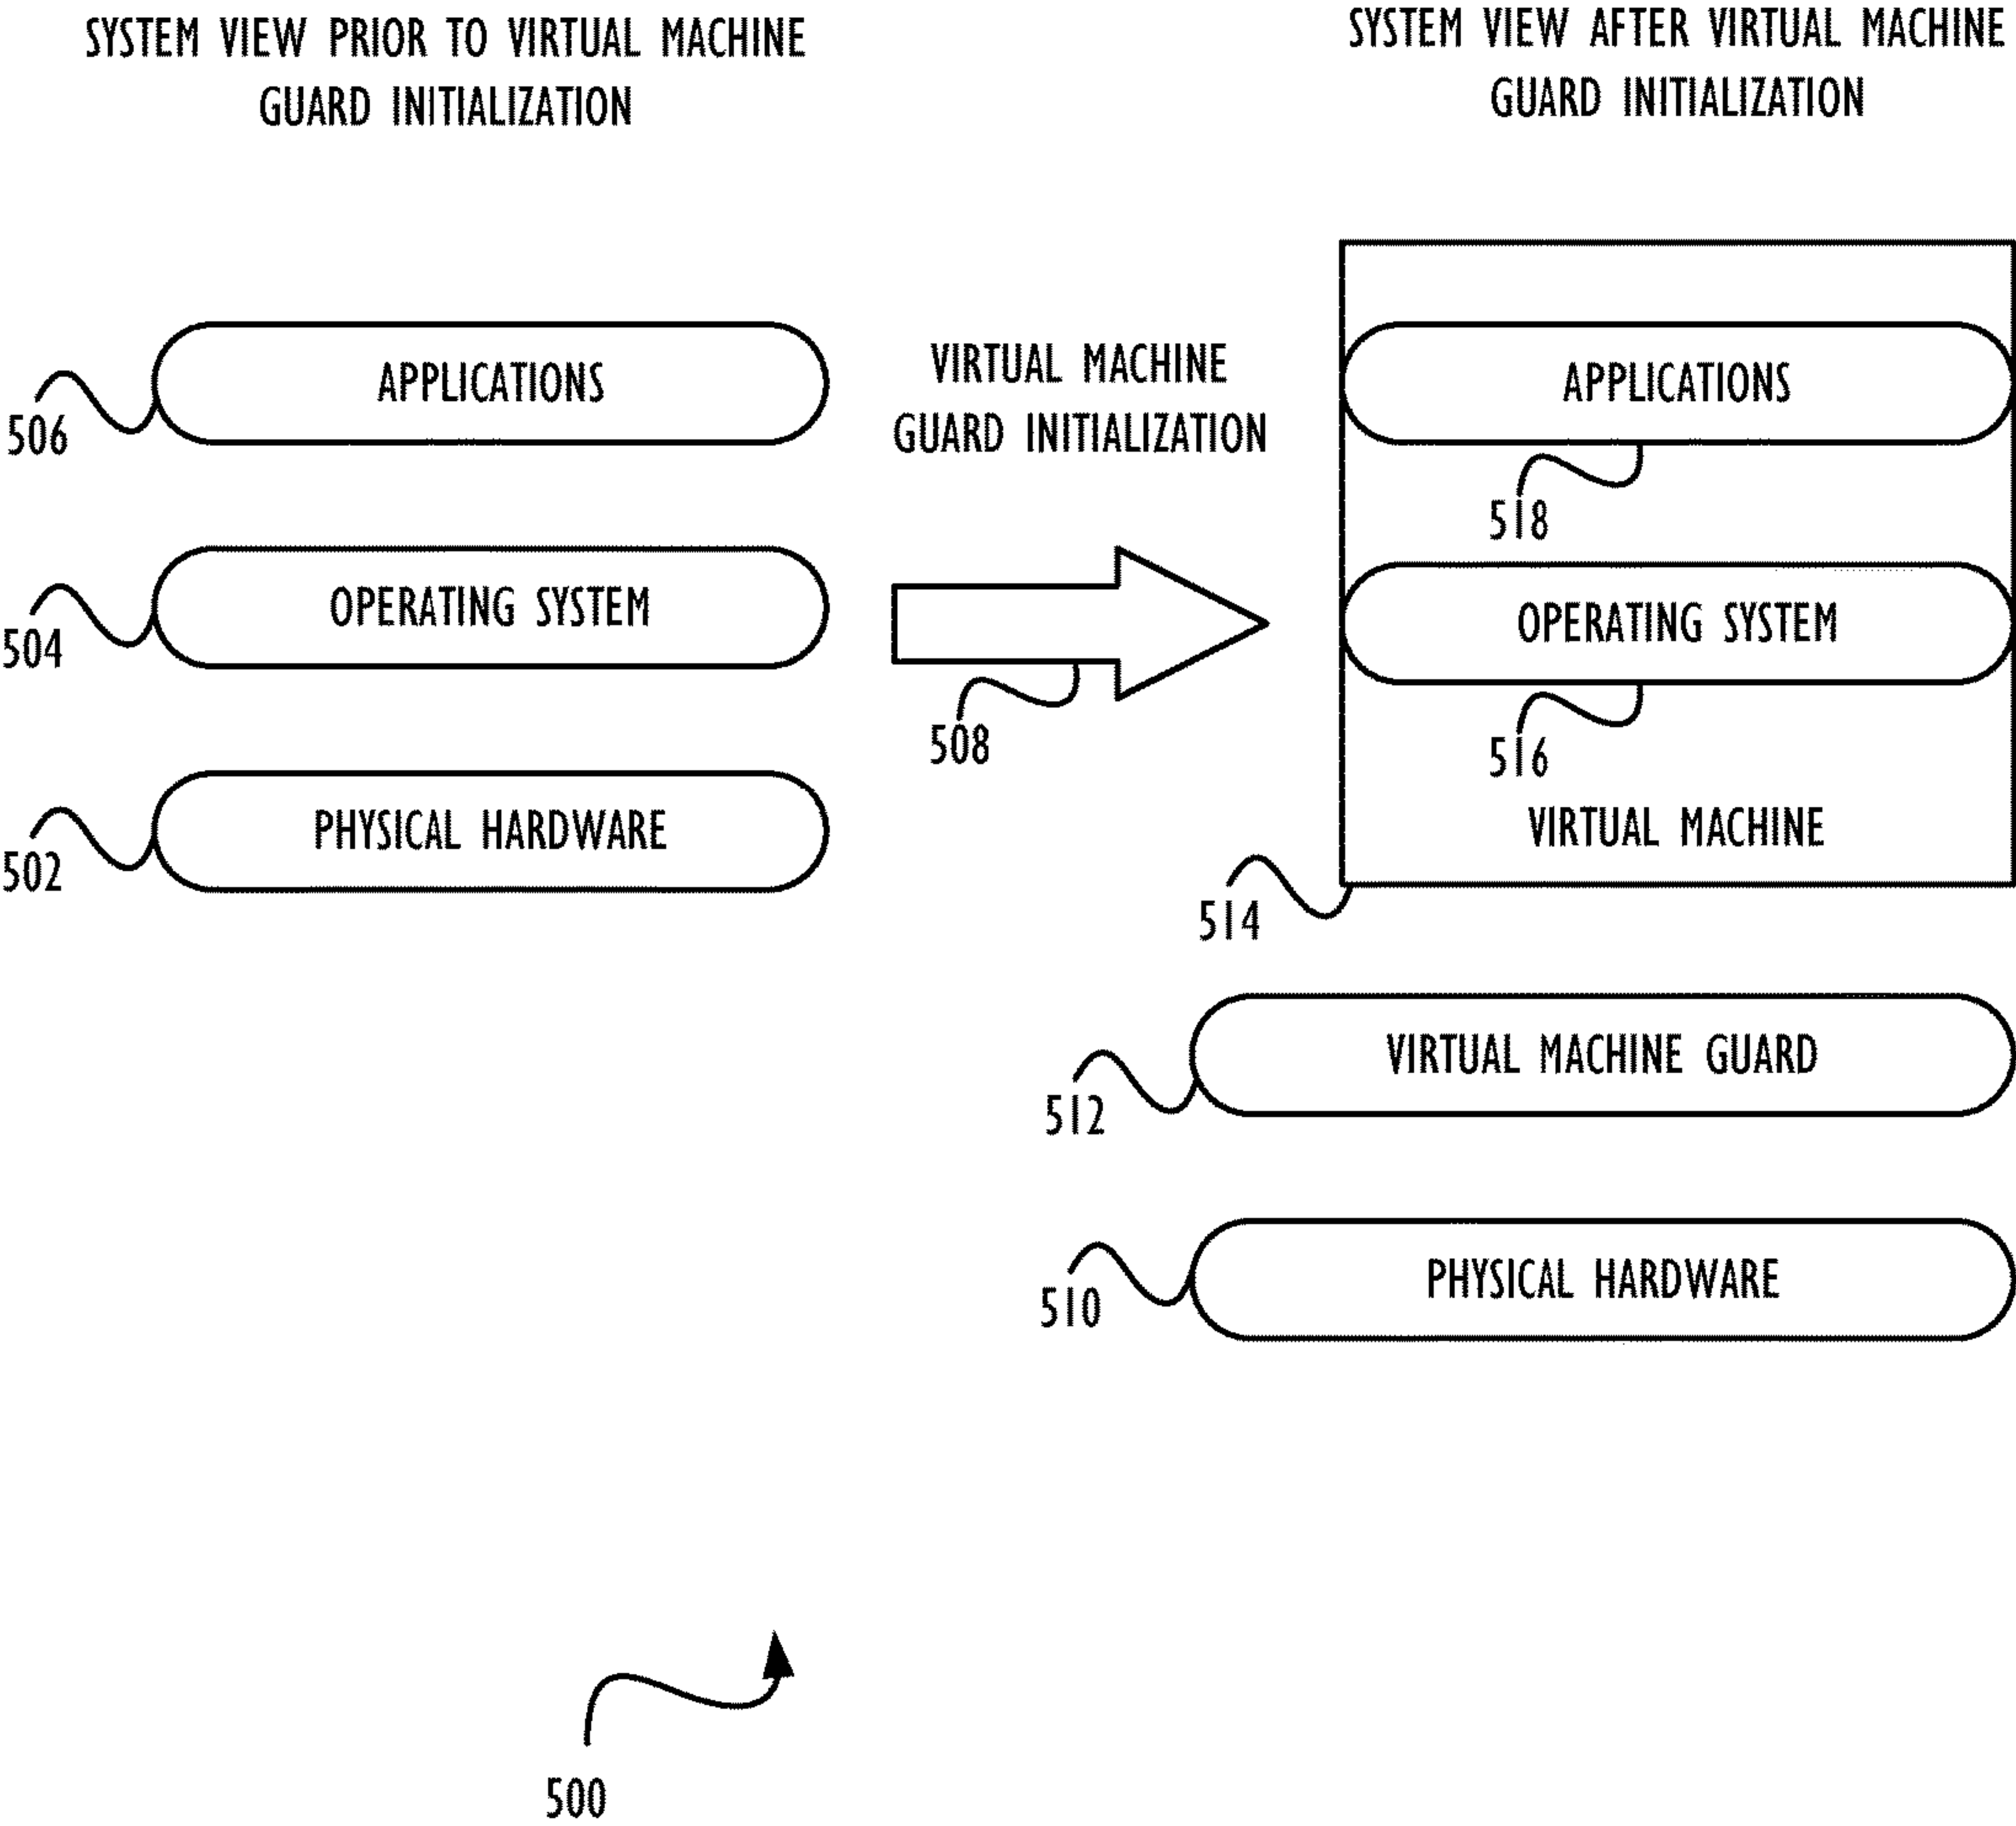 SYSTEM VIEW PRIOR TO VIRTUAL MACHINE
GUARD INITIALIZATION
SYSTEM VIEW AFTER VIRTUAL MACHINE
GUARD INITIALIZATION
APPLICATIONS
506
OPERATING SYSTEM
504
PHYSICAL HARDWARE
502
VIRTUAL MACHINE
GUARD INITIALIZATION
508
APPLICATIONS
518
OPERATING SYSTEM
516
VIRTUAL MACHINE
514
VIRTUAL MACHINE GUARD
512
PHYSICAL HARDWARE
510
500